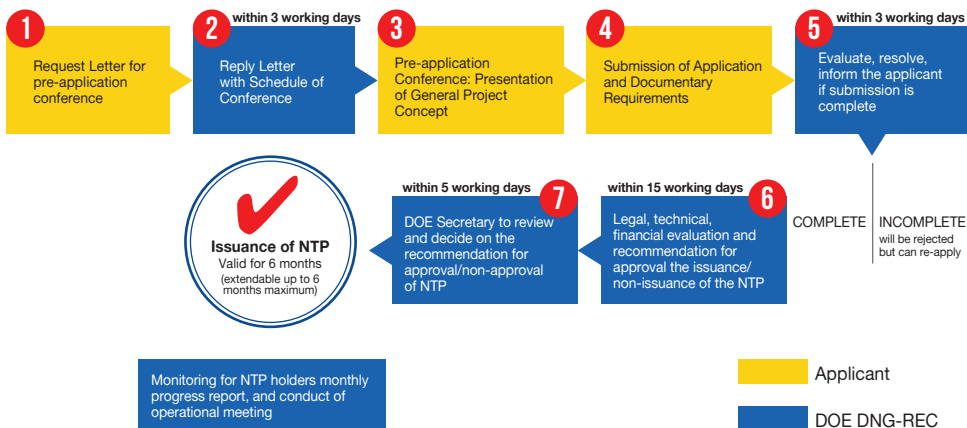 1
Request Letter for
pre-application
conference
within 3 working days
2
Reply Letter
with Schedule of
Conference
3
Pre-application
Conference: Presentation
of General Project
Concept
4
Submission of Application
and Documentary
Requirements
within 3 working days
5
Evaluate, resolve,
inform the applicant
if submission is
complete
COMPLETE
INCOMPLETE
will be rejected
but can re-apply
within 15 working days
6
Legal, technical,
financial evaluation and
recommendation for
approval the issuance/
non-issuance of the NTP
within 5 working days
7
DOE Secretary to review
and decide on the
recommendation for
approval/non-approval
of NTP
Issuance of NTP
Valid for 6 months
(extendable up to 6
months maximum)
Monitoring for NTP holders monthly
progress report, and conduct of
operational meeting
Applicant
DOE DNG-REC